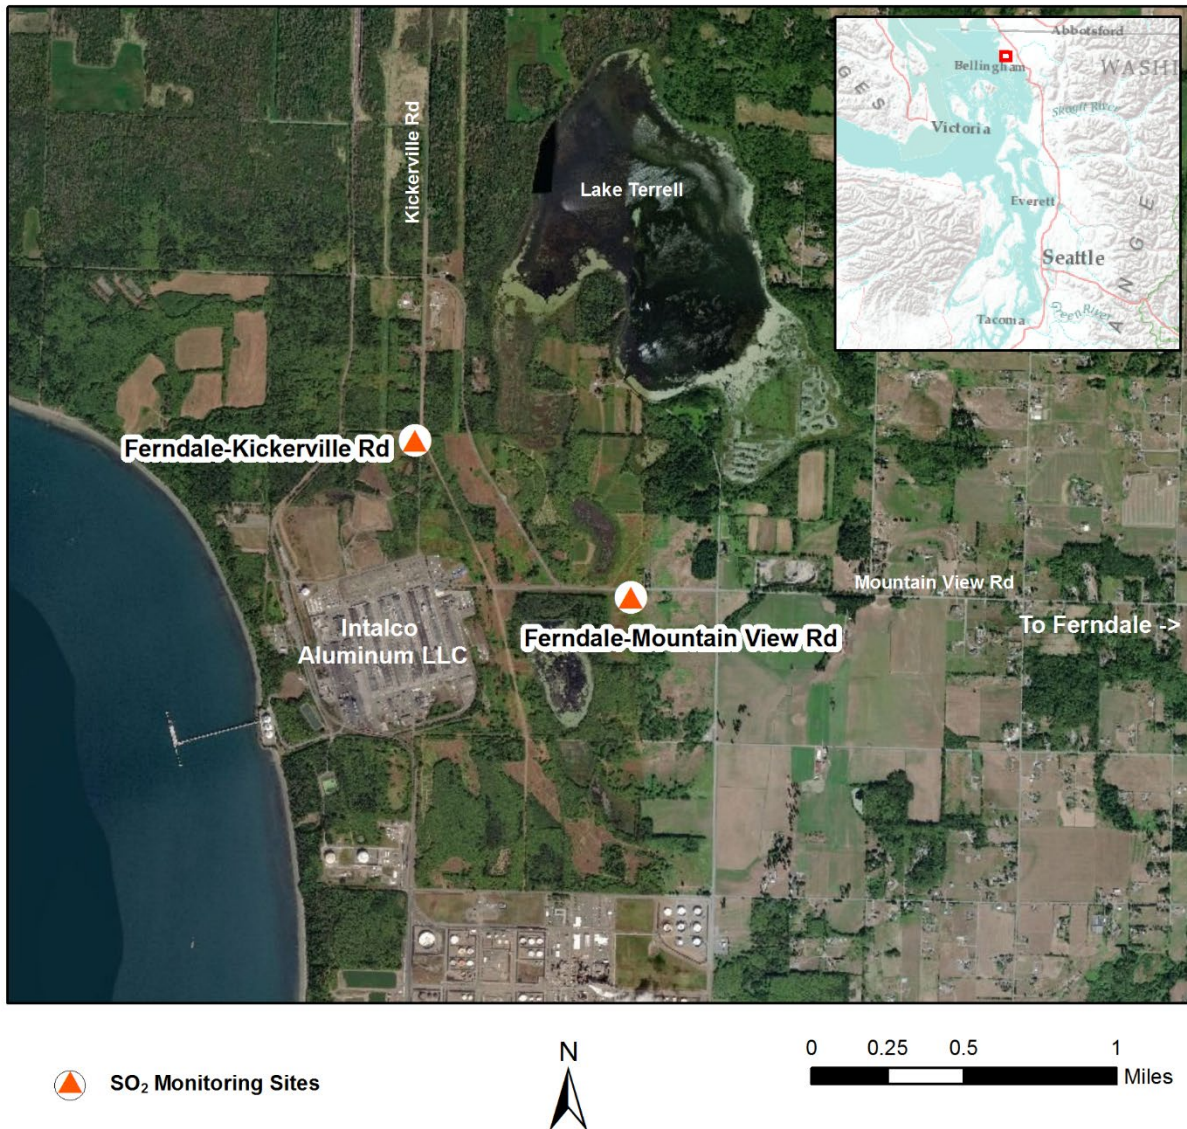 Kickerville Rd
Lake Terrell
Abbotsford
Bellingham
WASHI
GES
Skagit River
Victoria
Everett
Seattle
Tacoma
Green River
ANGE
Ferndale-Kickerville Rd
Mountain View Rd
To Ferndale ->
Ferndale-Mountain View Rd
Intalco
Aluminum LLC
SO₂ Monitoring Sites
N
0 0.25 0.5 1
Miles